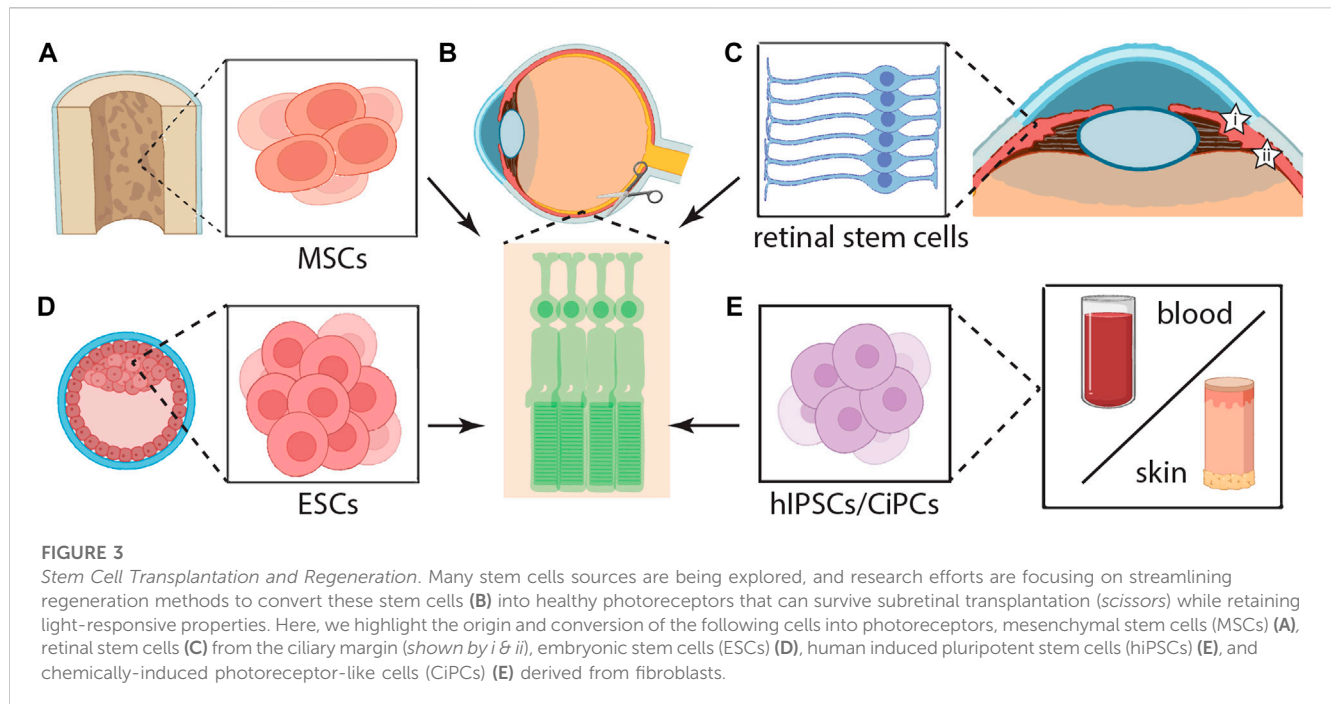 A
B
C
i
ii
MSCs
retinal stem cells
D
E
blood
skin
ESCs
hIPSCs/CiPCs
FIGURE 3
Stem Cell Transplantation and Regeneration. Many stem cells sources are being explored, and research efforts are focusing on streamlining
regeneration methods to convert these stem cells (B) into healthy photoreceptors that can survive subretinal transplantation (scissors) while retaining
light-responsive properties. Here, we highlight the origin and conversion of the following cells into photoreceptors, mesenchymal stem cells (MSCs) (A),
retinal stem cells (C) from the ciliary margin (shown by i & ii), embryonic stem cells (ESCs) (D), human induced pluripotent stem cells (hiPSCs) (E), and
chemically-induced photoreceptor-like cells (CiPCs) (E) derived from fibroblasts.